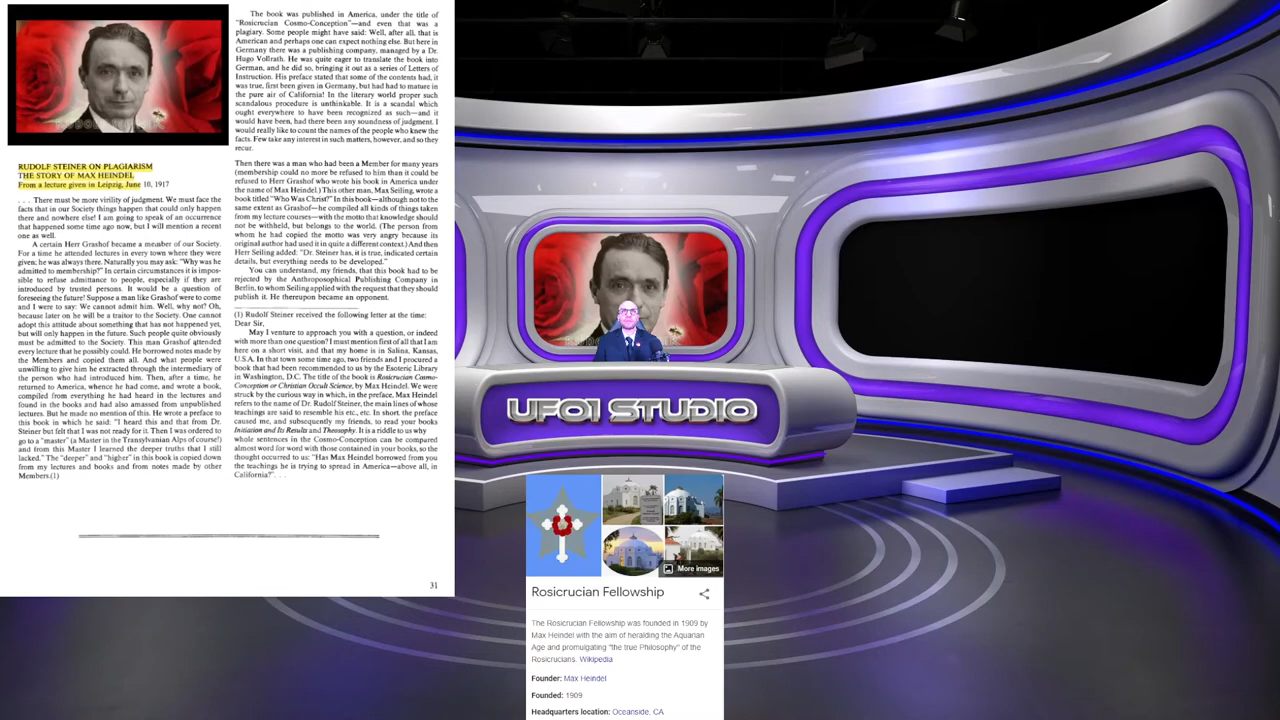 RUDOLF STEINER ON PLAGIARISM
THE STORY OF MAX HEINDEL
From a lecture given in Leipzig, June 10, 1917
. . . There must be more virility of judgment. We must face the
facts that in our Society things happen that could only happen
there and nowhere else! I am going to speak of an occurrence
that happened some time ago now, but I will mention a recent
one as well.
A certain Herr Grashof became a member of our Society.
For a time he attended lectures in every town where they were
given; he was always there. Naturally you may ask: "Why was he
admitted to membership?" In certain circumstances it is impos-
sible to refuse admittance to people, especially if they are
introduced by trusted persons. It would be a question of
foreseeing the future! Suppose a man like Grashof were to come
and I were to say: We cannot admit him. Well, why not? Oh,
because later on he will be a traitor to the Society. One cannot
adopt this attitude about something that has not happened yet,
but will only happen in the future. Such people quite obviously
must be admitted to the Society. This man Grashof attended
every lecture that he possibly could. He borrowed notes made by
the Members and copied them all. And what people were
unwilling to give him he extracted through the intermediary of
the person who had introduced him. Then, after a time, he
returned to America, whence he had come, and wrote a book,
compiled from everything he had heard in the lectures and
found in the books and had also amassed from unpublished
lectures. But he made no mention of this. He wrote a preface to
this book in which he said: "I heard this and that from Dr.
Steiner but felt that I was not ready for it. Then I was ordered to
go to a "master" (a Master in the Transylvanian Alps of course!)
and from this Master I learned the deeper truths that I still
lacked." The "deeper" and "higher" in this book is copied down
from my lectures and books and from notes made by other
Members.(1)
The book was published in America, under the title of
"Rosicrucian Cosmo-Conception"—and even that was a
plagiary. Some people might have said: Well, after all, that is
American and perhaps one can expect nothing else. But here in
Germany there was a publishing company, managed by a Dr.
Hugo Vollrath. He was quite eager to translate the book into
German, and he did so, bringing it out as a series of Letters of
Instruction. His preface stated that some of the contents had, it
was true, first been given in Germany, but had had to mature in
the pure air of California! In the literary world proper such
scandalous procedure is unthinkable. It is a scandal which
ought everywhere to have been recognized as such—and it
would have been, had there been any soundness of judgment. I
would really like to count the names of the people who knew the
facts. Few take any interest in such matters, however, and so they
recur.
Then there was a man who had been a Member for many years
(membership could no more be refused to him than it could be
refused to Herr Grashof who wrote his book in America under
the name of Max Heindel.) This other man, Max Seiling, wrote a
book titled "Who Was Christ?" In this book—although not to the
same extent as Grashof—he compiled all kinds of things taken
from my lecture courses—with the motto that knowledge should
not be withheld, but belongs to the world. (The person from
whom he had copied the motto was very angry because its
original author had used it in quite a different context.) And then
Herr Seiling added: "Dr. Steiner has, it is true, indicated certain
details, but everything needs to be developed."
You can understand, my friends, that this book had to be
rejected by the Anthroposophical Publishing Company in
Berlin, to whom Seiling applied with the request that they should
publish it. He thereupon became an opponent.
(1) Rudolf Steiner received the following letter at the time:
Dear Sir,
May I venture to approach you with a question, or indeed
with more than one question? I must mention first of all that I am
here on a short visit, and that my home is in Salina, Kansas,
U.S.A. In that town some time ago, two friends and I procured a
book that had been recommended to us by the Esoteric Library
in Washington, D.C. The title of the book is Rosicrucian Cosmo-
Conception or Christian Occult Science, by Max Heindel. We were
struck by the curious way in which, in the preface, Max Heindel
refers to the name of Dr. Rudolf Steiner, the main lines of whose
teachings are said to resemble his etc., etc. In short, the preface
caused me, and subsequently my friends, to read your books
Initiation and Its Results and Theosophy. It is a riddle to us why
whole sentences in the Cosmo-Conception can be compared
almost word for word with those contained in your books, so the
thought occurred to us: "Has Max Heindel borrowed from you
the teachings he is trying to spread in America—above all, in
California?". . .
31
UFO1 STUDIO
More images
Rosicrucian Fellowship
The Rosicrucian Fellowship was founded in 1909 by
Max Heindel with the aim of heralding the Aquarian
Age and promulgating "the true Philosophy" of the
Rosicrucians. Wikipedia
Founder: Max Heindel
Founded: 1909
Headquarters location: Oceanside, CA